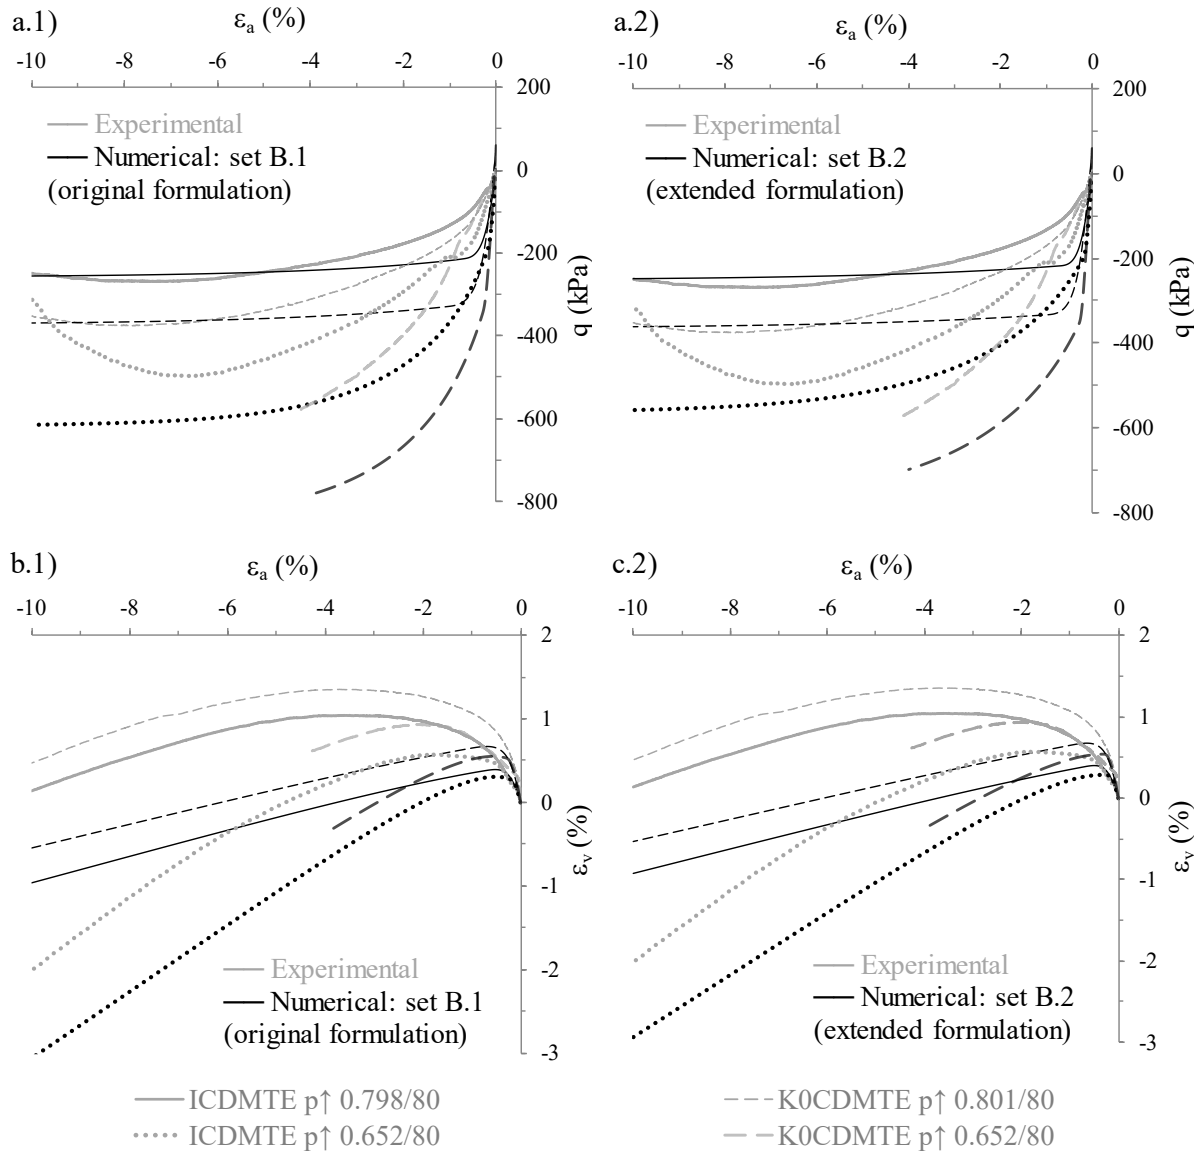 a.1)
εa (%)
-10 -8 -6 -4 -2 0
200
0
-200
-400
-600
-800
q (kPa)
Experimental
Numerical: set B.1
(original formulation)
a.2)
εa (%)
-10 -8 -6 -4 -2 0
200
0
-200
-400
-600
-800
q (kPa)
Experimental
Numerical: set B.2
(extended formulation)
b.1)
εa (%)
-10 -8 -6 -4 -2 0
2
1
0
-1
-2
-3
εv (%)
Experimental
Numerical: set B.1
(original formulation)
c.2)
εa (%)
-10 -8 -6 -4 -2 0
2
1
0
-1
-2
-3
εv (%)
Experimental
Numerical: set B.2
(extended formulation)
ICDMTE p↑ 0.798/80
K0CDMTE p↑ 0.801/80
ICDMTE p↑ 0.652/80
K0CDMTE p↑ 0.652/80